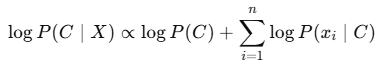 log P(C | X) ∝ log P(C) + ∑_{i=1}^{n} log P(x_i | C)